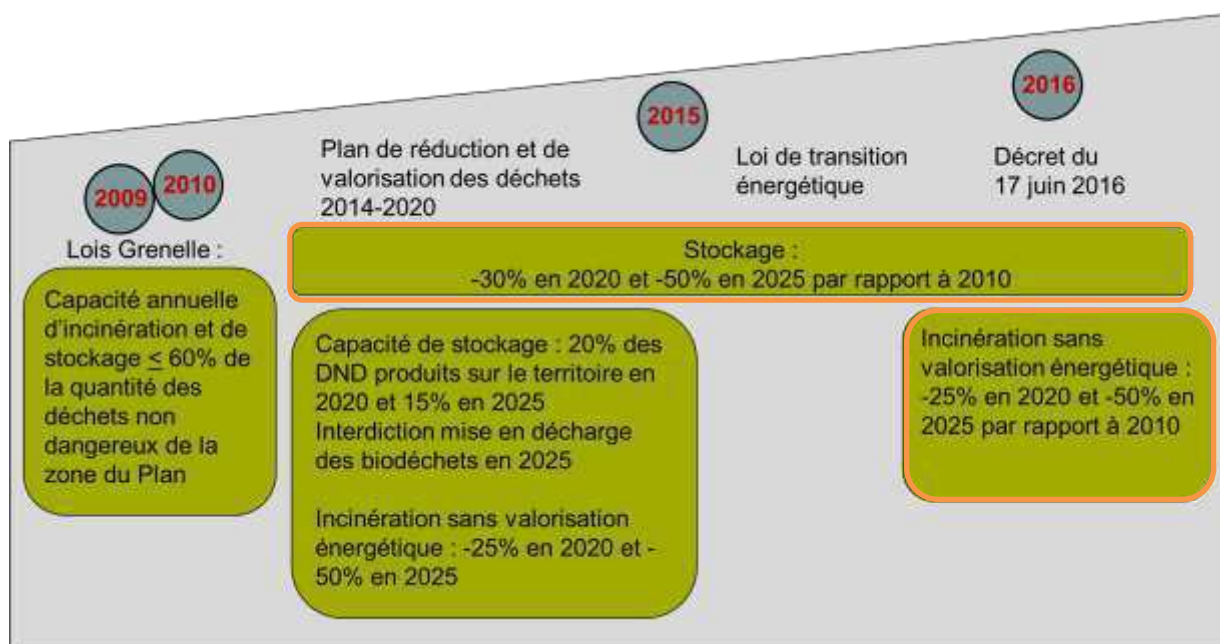 2009
2010
Lois Grenelle :
Capacité annuelle
d'incinération et de
stockage ≤ 60% de
la quantité des
déchets non
dangereux de la
zone du Plan
Plan de réduction et de
valorisation des déchets
2014-2020
2015
Loi de transition
énergétique
2016
Décret du
17 juin 2016
Stockage :
-30% en 2020 et -50% en 2025 par rapport à 2010
Capacité de stockage : 20% des
DND produits sur le territoire en
2020 et 15% en 2025
Interdiction mise en décharge
des biodéchets en 2025
Incinération sans valorisation
énergétique : -25% en 2020 et -
50% en 2025
Incinération sans
valorisation énergétique :
-25% en 2020 et -50% en
2025 par rapport à 2010